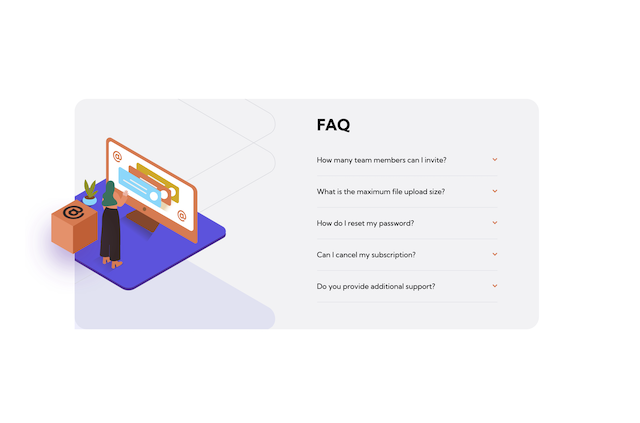 FAQ
How many team members can I invite?
What is the maximum file upload size?
How do I reset my password?
Can I cancel my subscription?
Do you provide additional support?
@
@
@